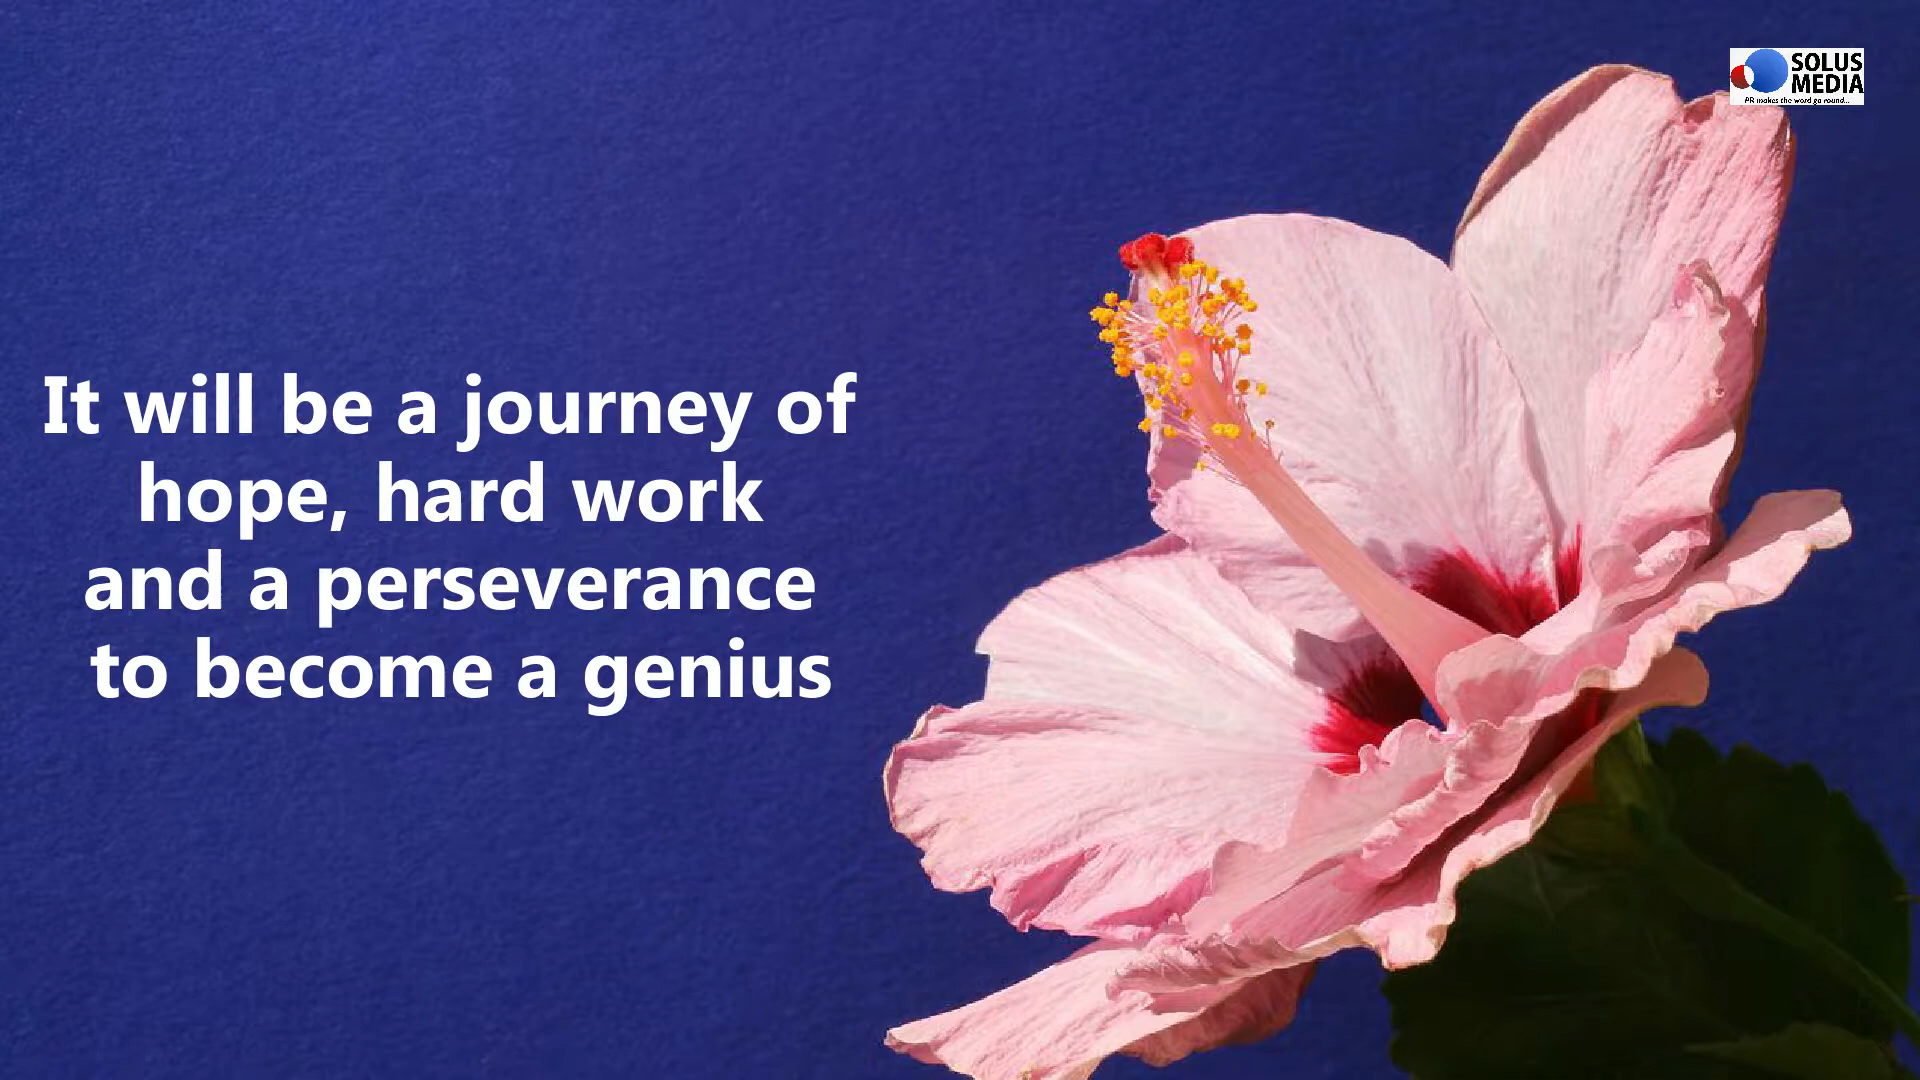 SOLUS
MEDIA
PR makes the word go round...
It will be a journey of
hope, hard work
and a perseverance
to become a genius